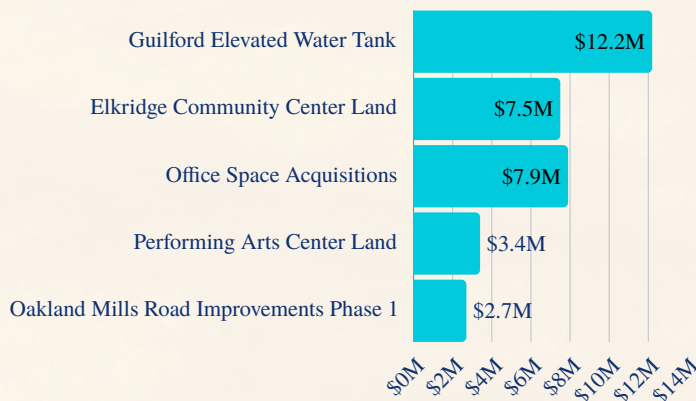 Guilford Elevated Water Tank $12.2M
Elkridge Community Center Land $7.5M
Office Space Acquisitions $7.9M
Performing Arts Center Land $3.4M
Oakland Mills Road Improvements Phase 1 $2.7M
$0M $2M $4M $6M $8M $10M $12M $14M